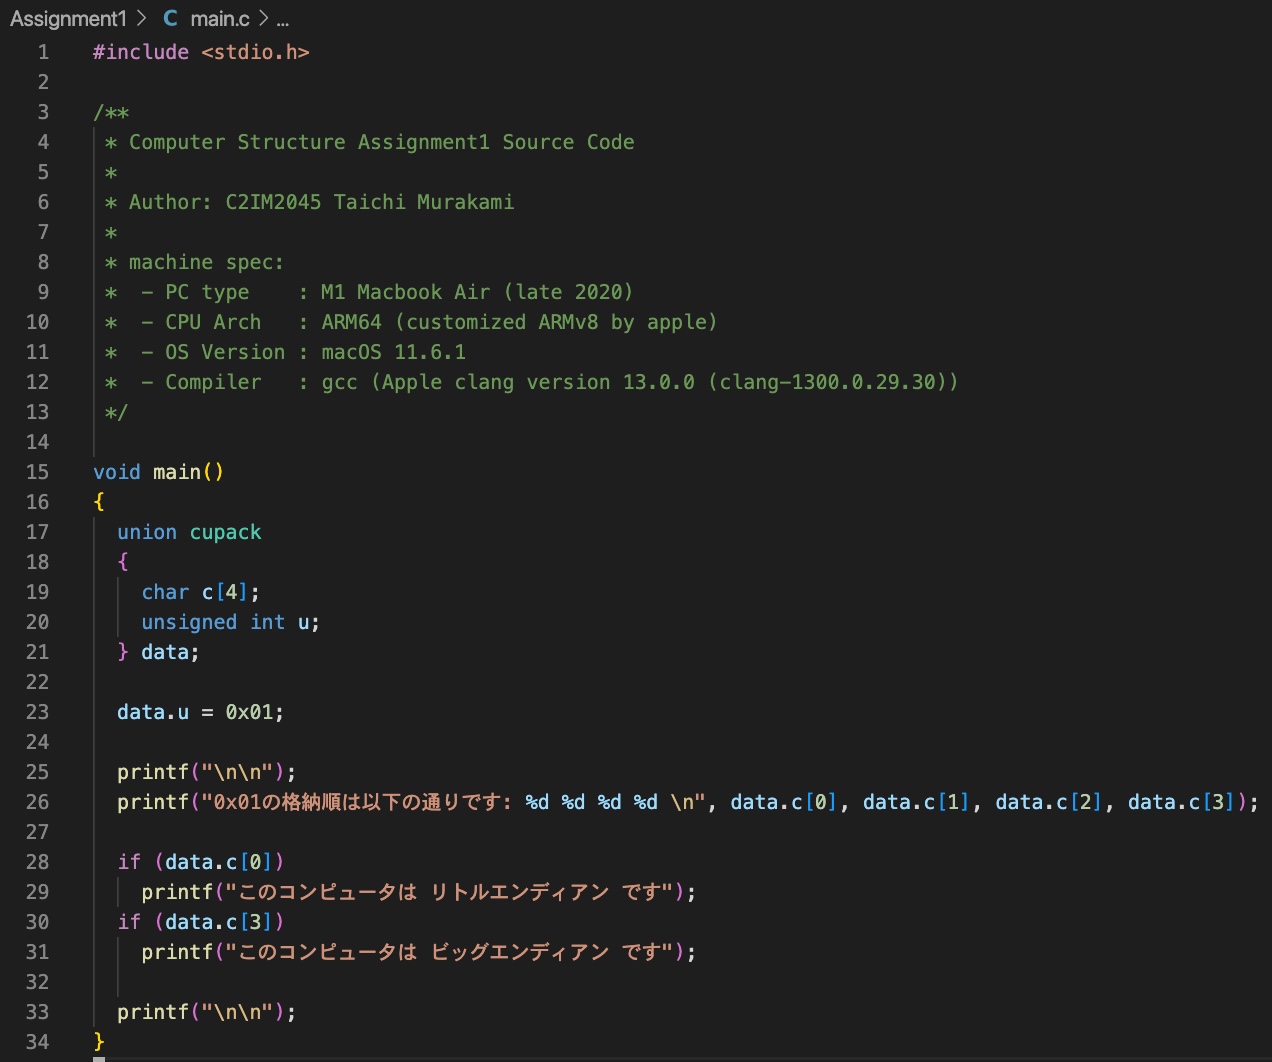 Assignment1 > C main.c > ...
1 #include <stdio.h>
2
3 /**
4 * Computer Structure Assignment1 Source Code
5 *
6 * Author: C2IM2045 Taichi Murakami
7 *
8 * machine spec:
9 * - PC type : M1 Macbook Air (late 2020)
10 * - CPU Arch : ARM64 (customized ARMv8 by apple)
11 * - OS Version : macOS 11.6.1
12 * - Compiler : gcc (Apple clang version 13.0.0 (clang-1300.0.29.30))
13 */
14
15 void main()
16 {
17 union cupack
18 {
19 char c[4];
20 unsigned int u;
21 } data;
22
23 data.u = 0x01;
24
25 printf("\n\n");
26 printf("0x01の格納順は以下の通りです: %d %d %d %d \n", data.c[0], data.c[1], data.c[2], data.c[3]);
27
28 if (data.c[0])
29 printf("このコンピュータは リトルエンディアン です");
30 if (data.c[3])
31 printf("このコンピュータは ビッグエンディアン です");
32
33 printf("\n\n");
34 }